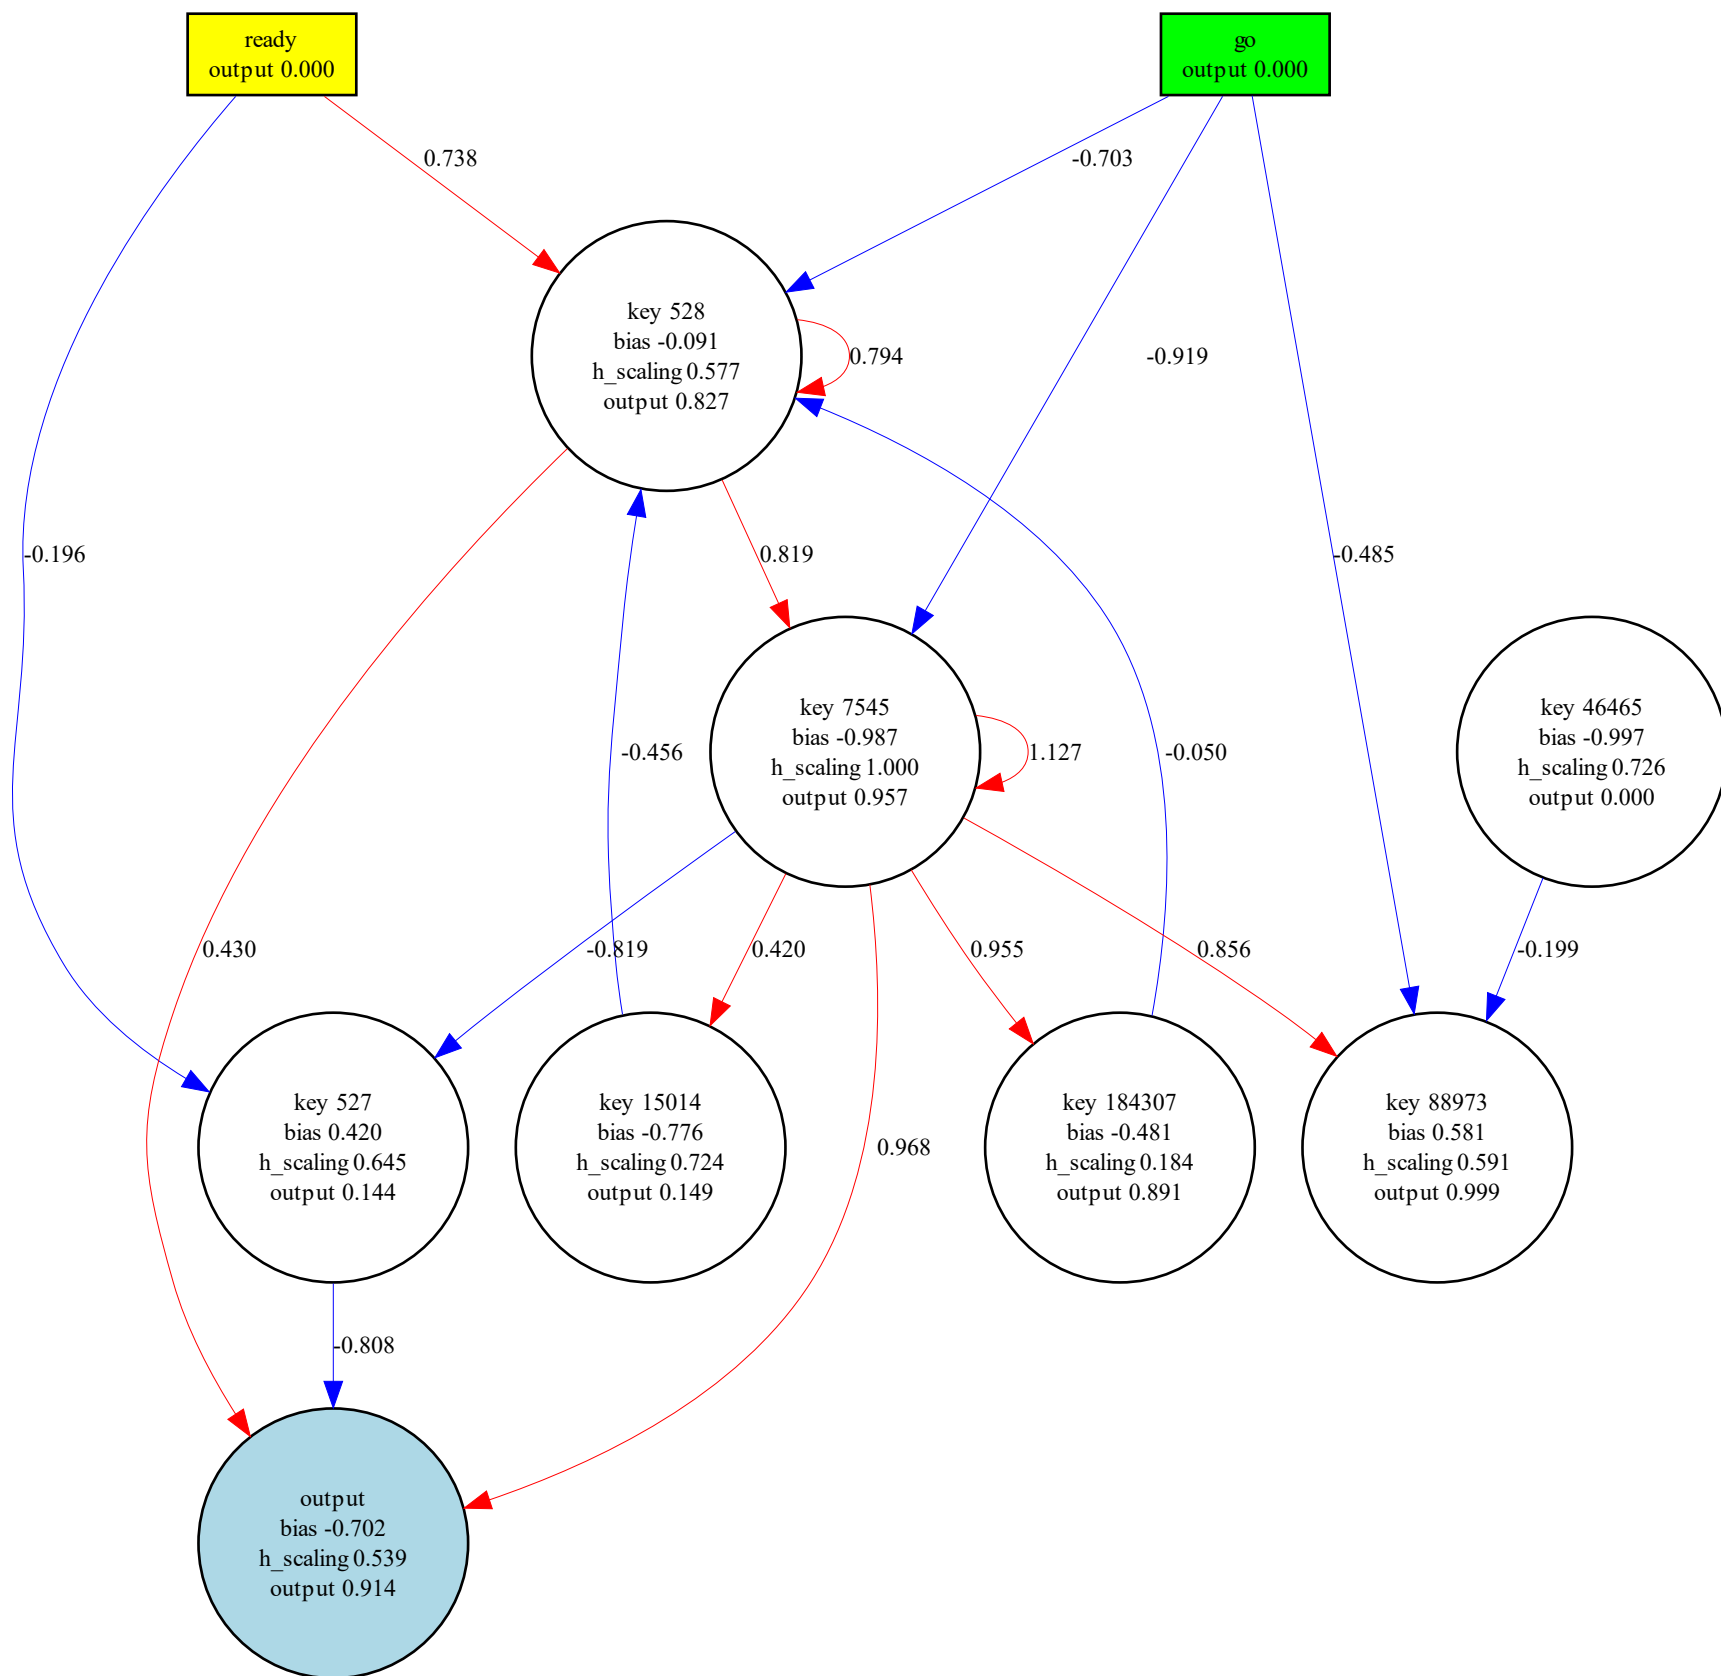 ready
output 0.000
go
output 0.000
0.738
-0.703
key 528
bias -0.091
h_scaling 0.577
output 0.827
0.794
-0.919
-0.196
0.819
-0.485
key 7545
bias -0.987
h_scaling 1.000
output 0.957
1.127
-0.456
-0.050
key 46465
bias -0.997
h_scaling 0.726
output 0.000
0.430
-0.819
0.420
0.955
0.856
-0.199
key 527
bias 0.420
h_scaling 0.645
output 0.144
key 15014
bias -0.776
h_scaling 0.724
output 0.149
0.968
key 184307
bias -0.481
h_scaling 0.184
output 0.891
key 88973
bias 0.581
h_scaling 0.591
output 0.999
-0.808
output
bias -0.702
h_scaling 0.539
output 0.914